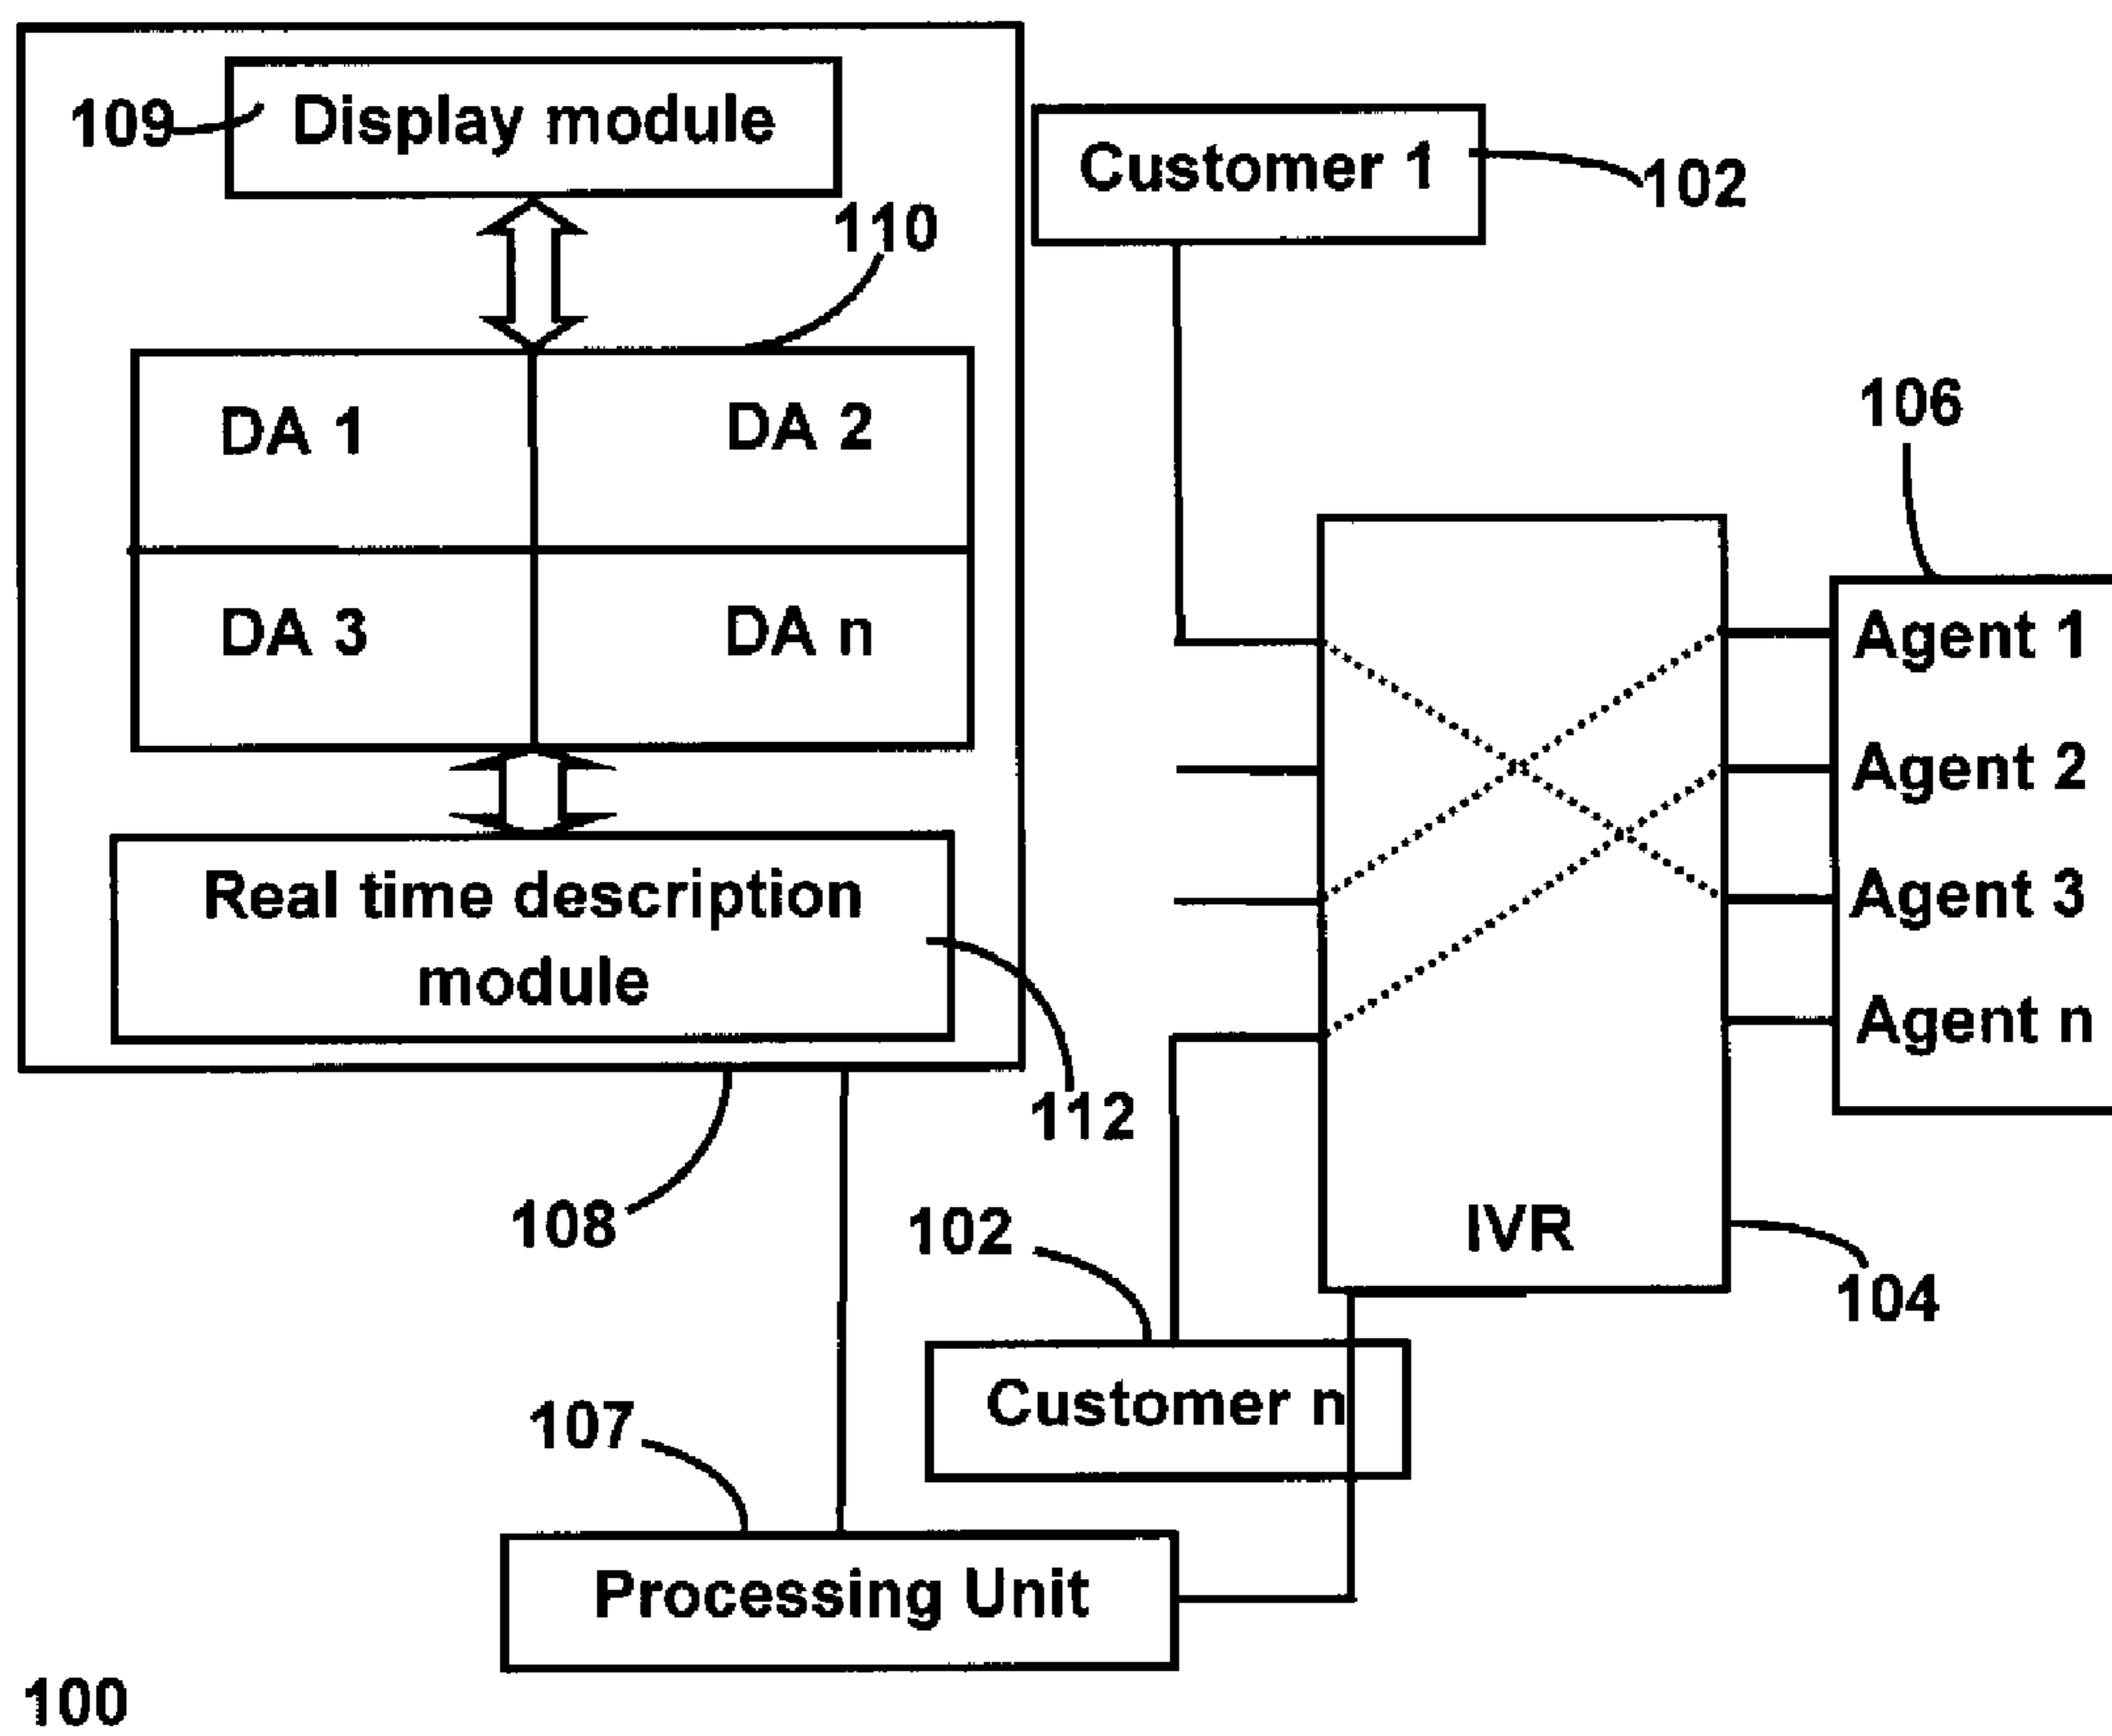 109
Display module
110
DA 1
DA 2
DA 3
DA n
Real time description
module
112
108
Customer 1
102
106
Agent 1
Agent 2
Agent 3
Agent n
IVR
104
102
Customer n
107
Processing Unit
100